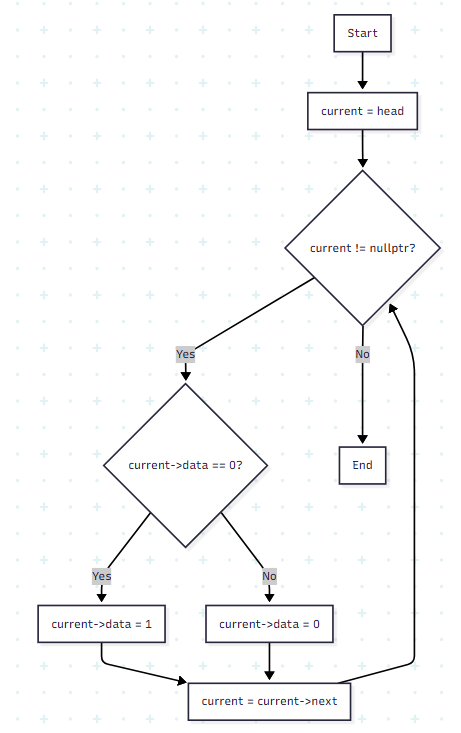 Start
current = head
current != nullptr?
Yes
No
current->data == 0?
End
Yes
No
current->data = 1
current->data = 0
current = current->next